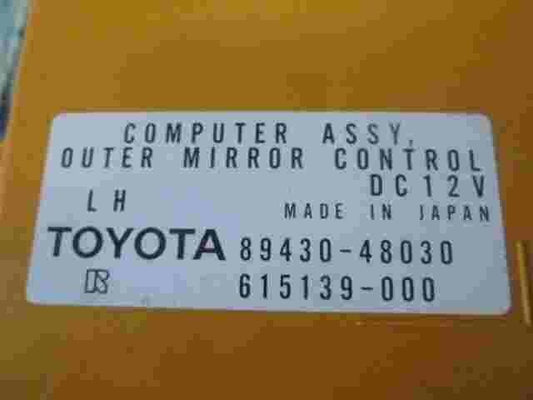 COMPUTER ASSY,
OUTER MIRROR CONTROL
LH DC12V
MADE IN JAPAN
TOYOTA 89430-48030
615139-000